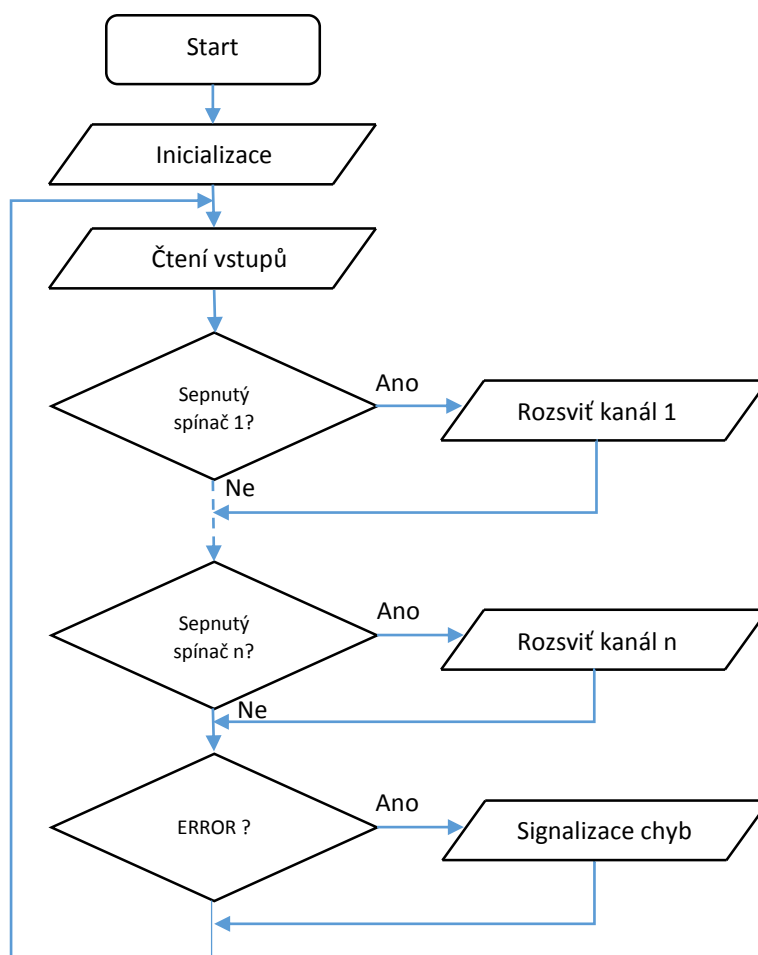 Start
Inicializace
Čtení vstupů
Sepnutý
spínač 1?
Ano
Rozsviť kanál 1
Ne
Sepnutý
spínač n?
Ano
Rozsviť kanál n
Ne
ERROR ?
Ano
Signalizace chyb